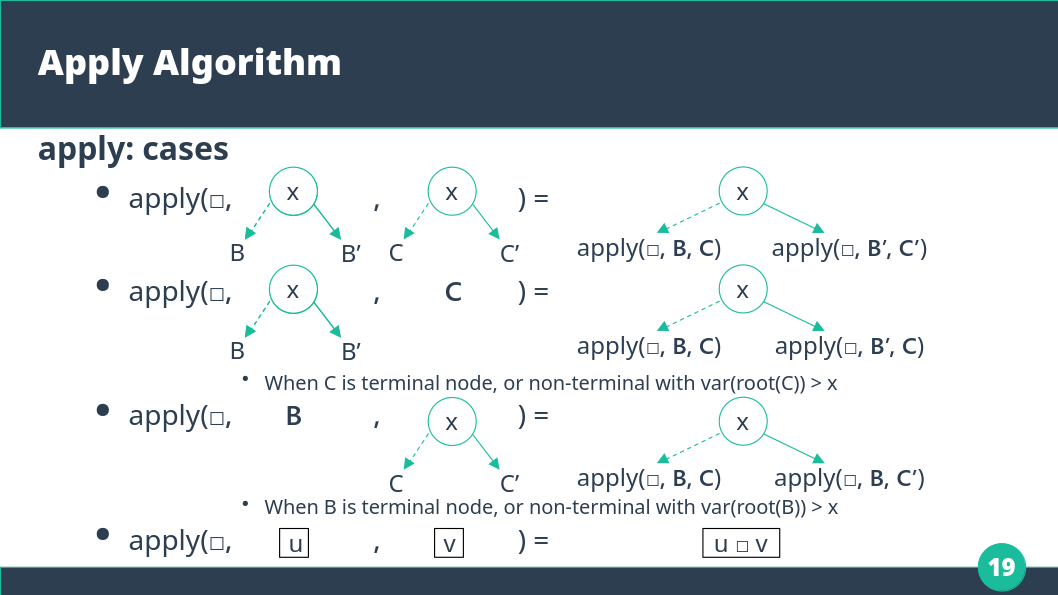 Apply Algorithm
apply: cases
• apply(□, x , x ) = x
B B’ C C’ apply(□, B, C) apply(□, B’, C’)
• apply(□, x , C ) = x
B B’ apply(□, B, C) apply(□, B’, C)
• When C is terminal node, or non-terminal with var(root(C)) > x
• apply(□, B , x ) = x
C C’ apply(□, B, C) apply(□, B, C’)
• When B is terminal node, or non-terminal with var(root(B)) > x
• apply(□, u , v ) = u □ v
19